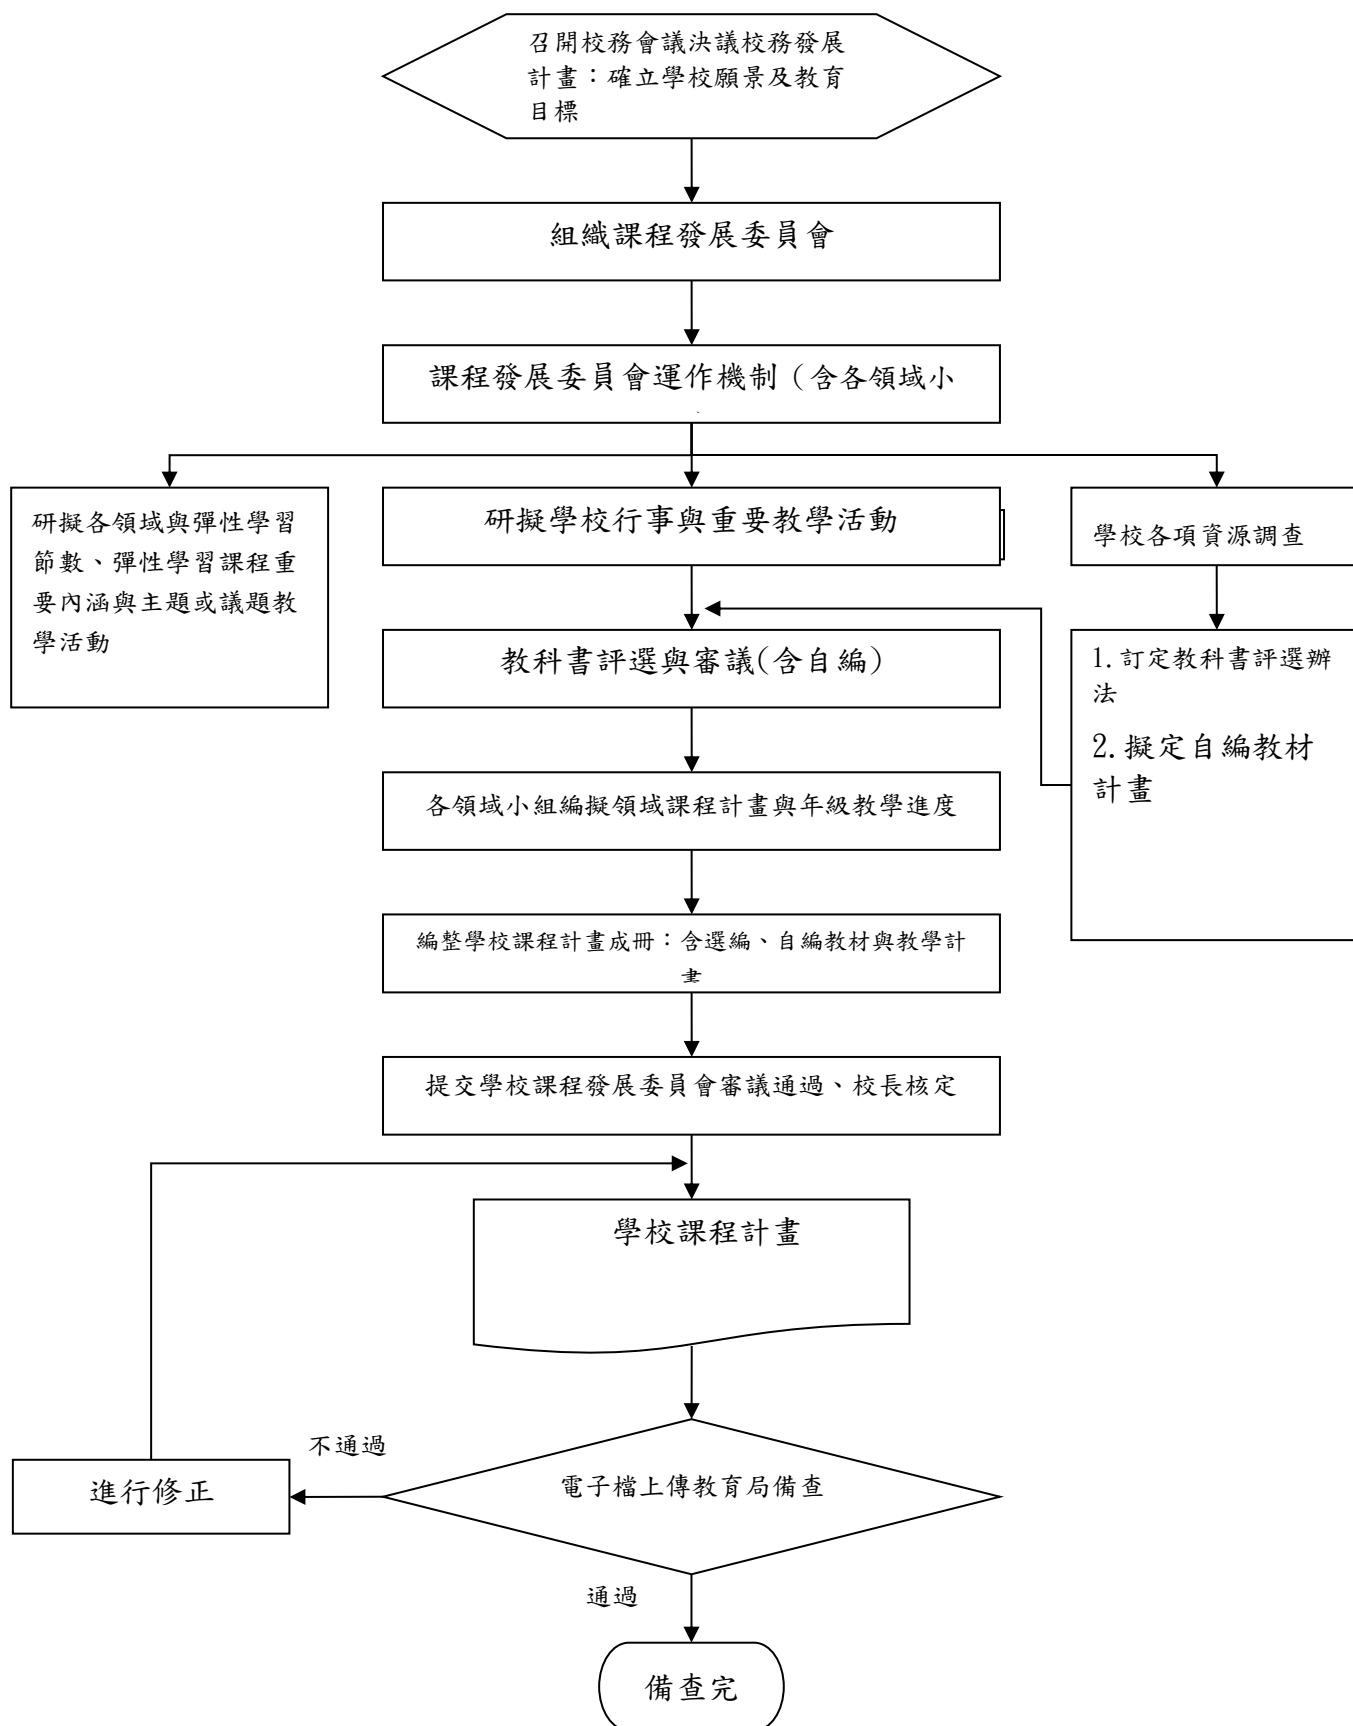 召開校務會議決議校務發展
計畫：確立學校願景及教育
目標
組織課程發展委員會
課程發展委員會運作機制（含各領域小
研擬各領域與彈性學習
節數、彈性學習課程重
要內涵與主題或議題教
學活動
研擬學校行事與重要教學活動
學校各項資源調查
教科書評選與審議(含自編）
1.訂定教科書評選辦
法
2.擬定自編教材
計畫
各領域小組編擬領域課程計畫與年級教學進度
編整學校課程計畫成冊：含選編、自編教材與教學計
提交學校課程發展委員會審議通過、校長核定
學校課程計畫
不通過
進行修正
電子檔上傳教育局備查
通過
備查完